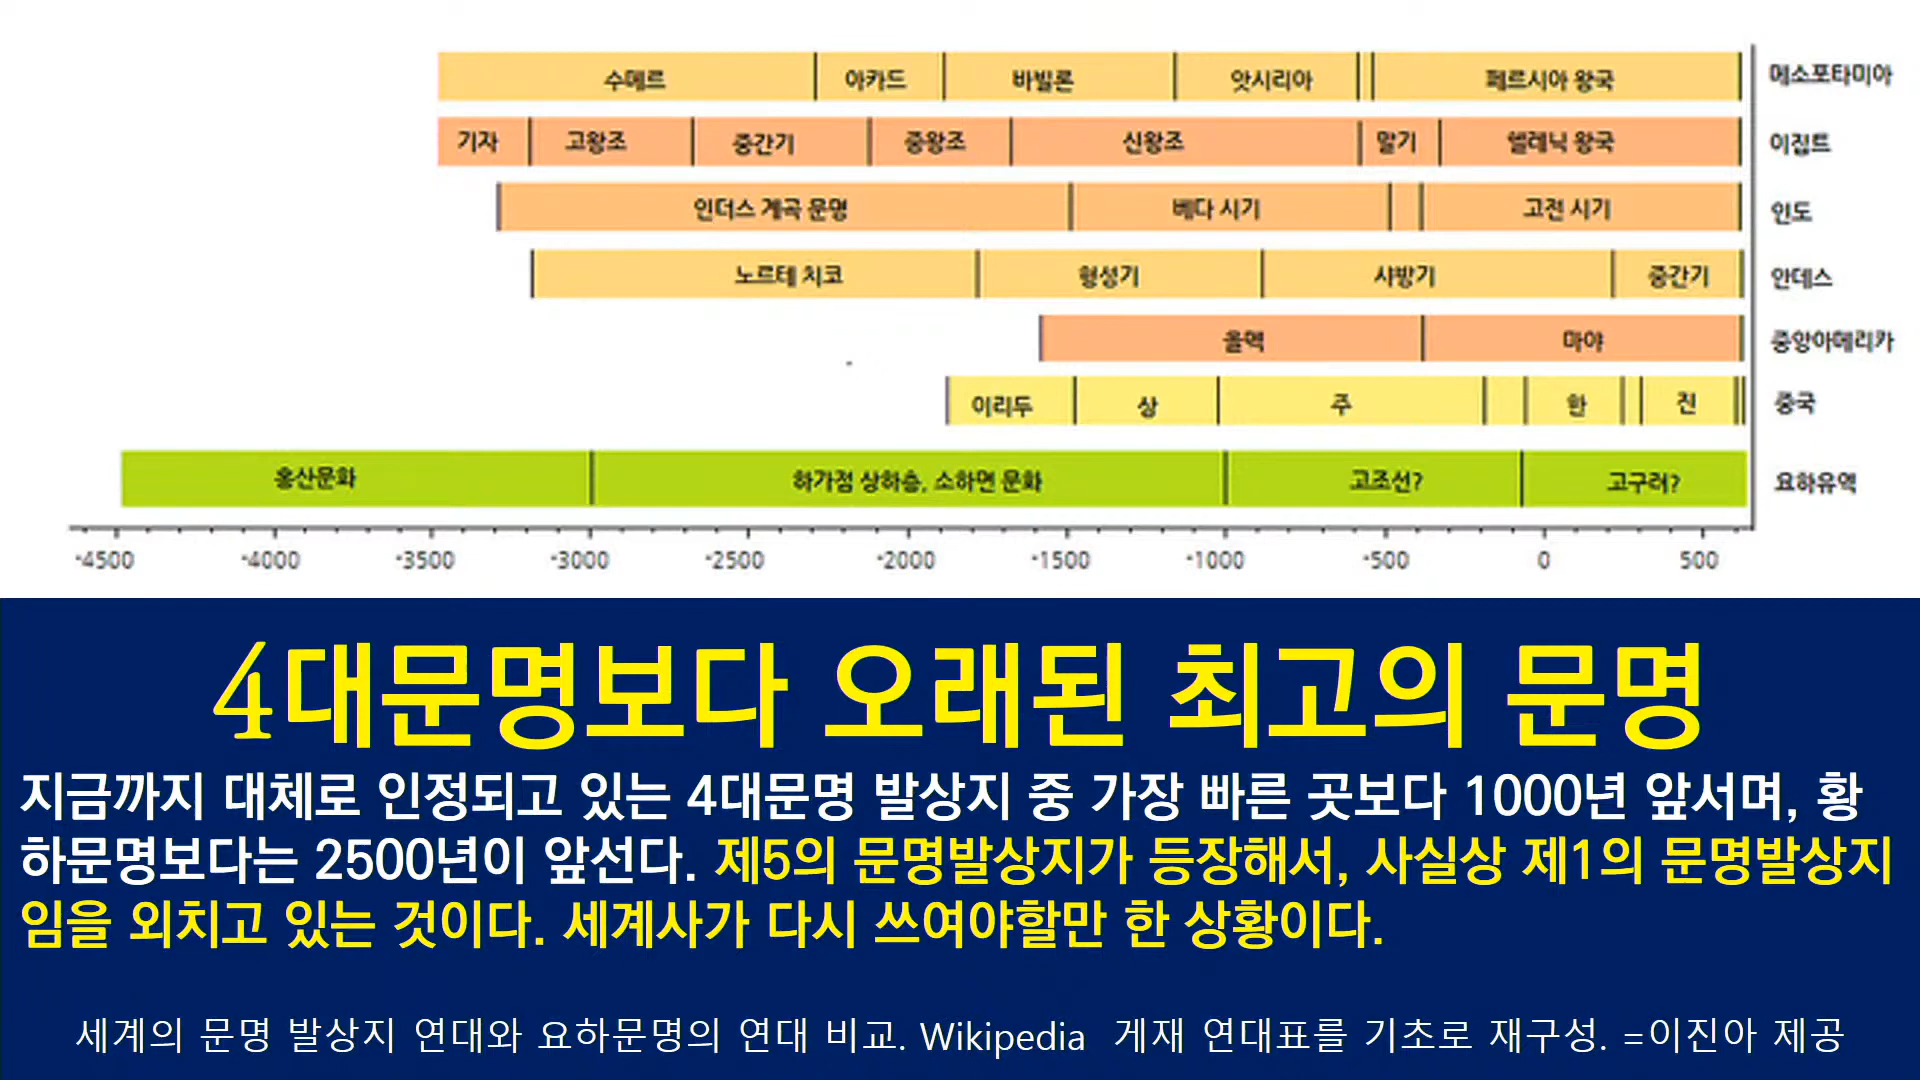 수메르 아카드 바빌론 앗시리아 페르시아 왕국 메소포타미아
기자 고왕조 중간기 중왕조 신왕조 말기 헬레닉 왕국 이집트
인더스 계곡 문명 베다 시기 고전 시기 인도
노르테 치코 형성기 사방기 중간기 안데스
올멕 마야 중앙아메리카
이리두 상 주 한 진 중국
홍산문화 하가점 상하층, 소하면 문화 고조선? 고구려? 요하유역
-4500 -4000 -3500 -3000 -2500 -2000 -1500 -1000 -500 0 500
4대문명보다 오래된 최고의 문명
지금까지 대체로 인정되고 있는 4대문명 발상지 중 가장 빠른 곳보다 1000년 앞서며, 황
하문명보다는 2500년이 앞선다. 제5의 문명발상지가 등장해서, 사실상 제1의 문명발상지
임을 외치고 있는 것이다. 세계사가 다시 쓰여야할만 한 상황이다.
세계의 문명 발상지 연대와 요하문명의 연대 비교. Wikipedia 게재 연대표를 기초로 재구성. =이진아 제공